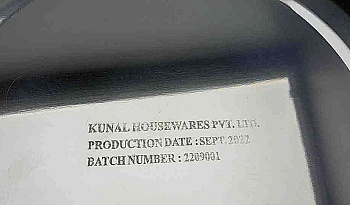 KUNAL HOUSEWARES PVT. LTD.
PRODUCTION DATE : SEPT. 2022
BATCH NUMBER : 2209001